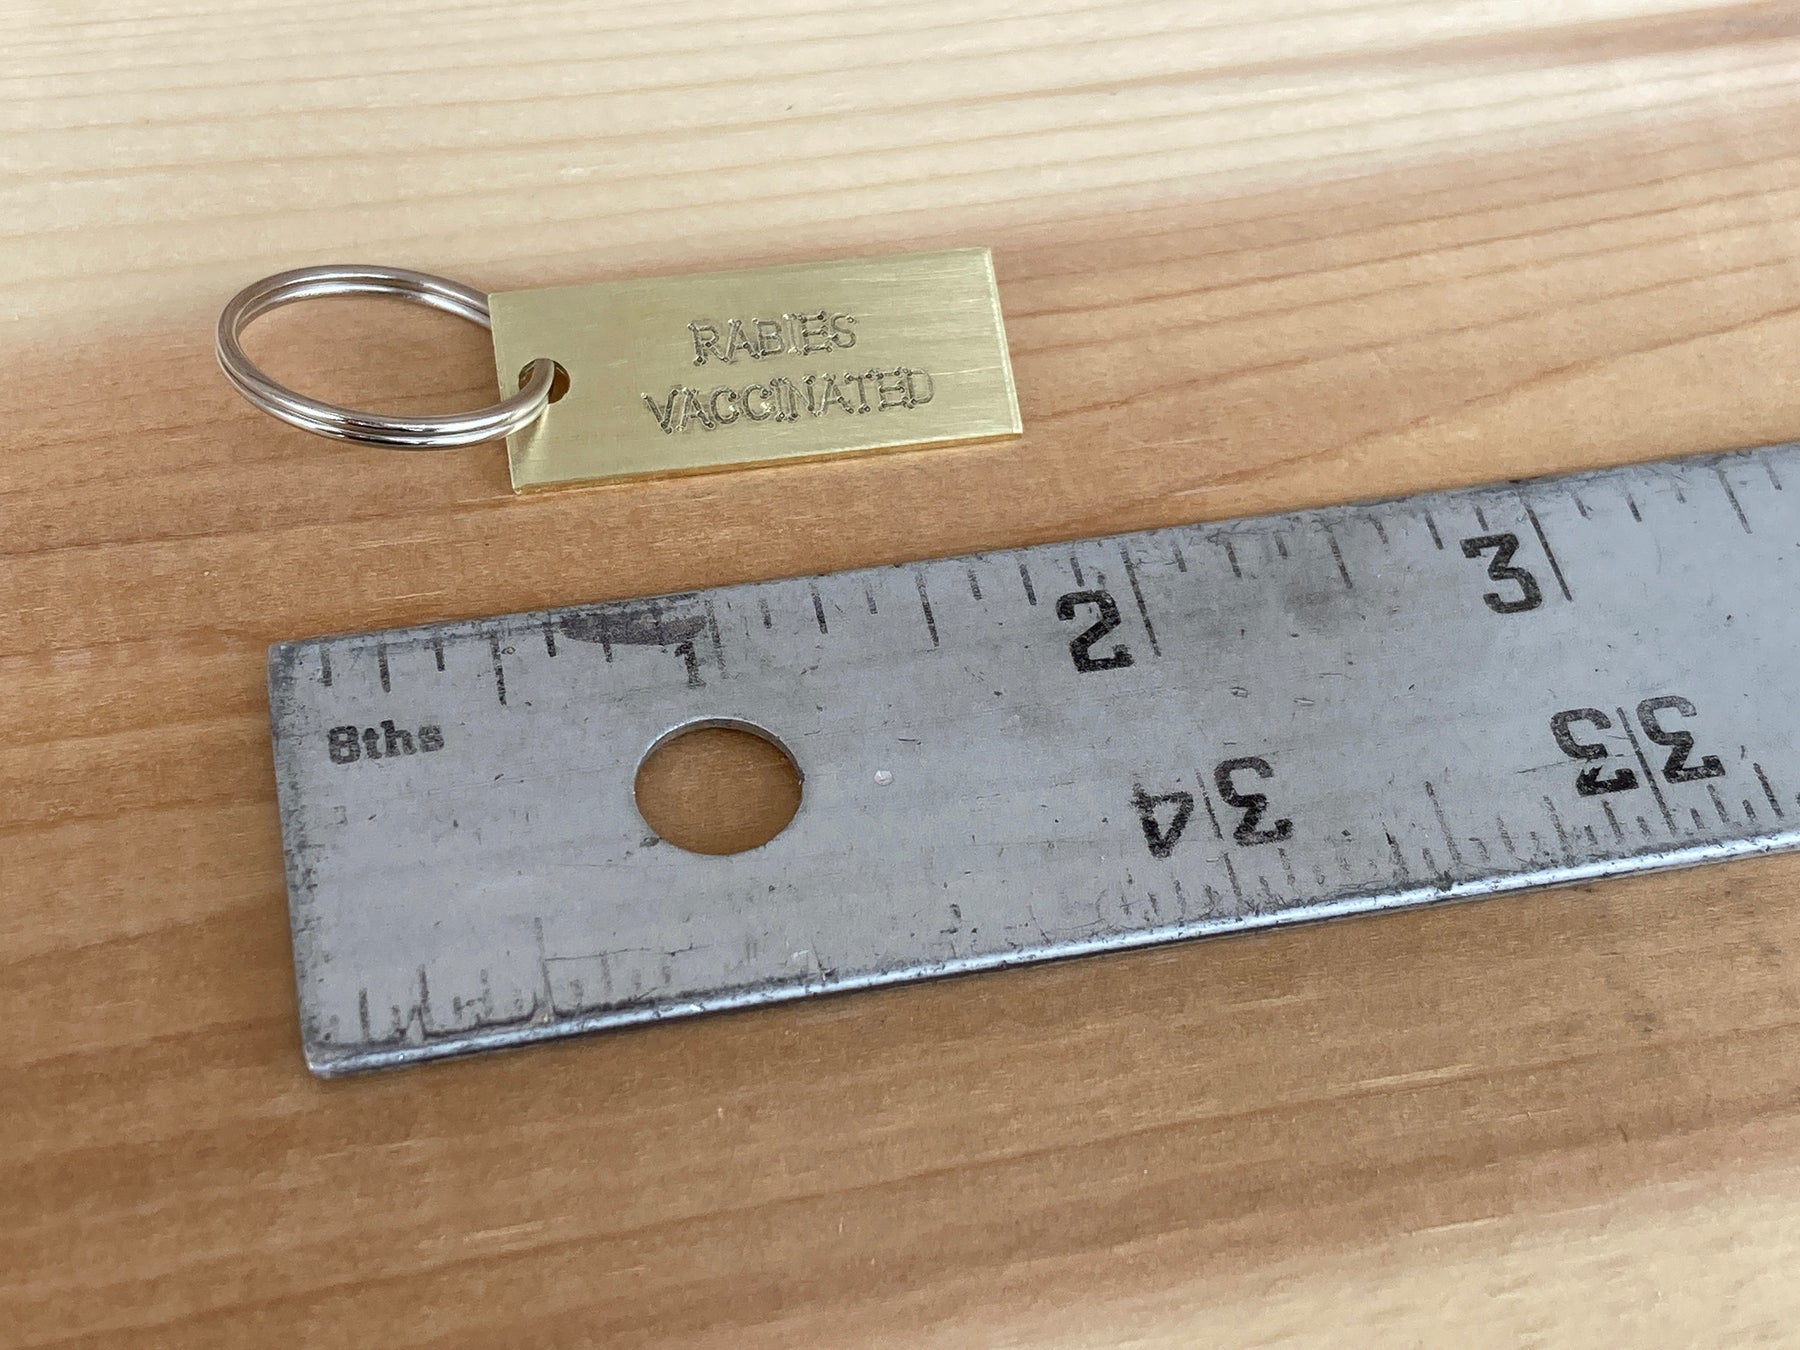 RABIES
VACCINATED
1
2
3
8ths
34
33